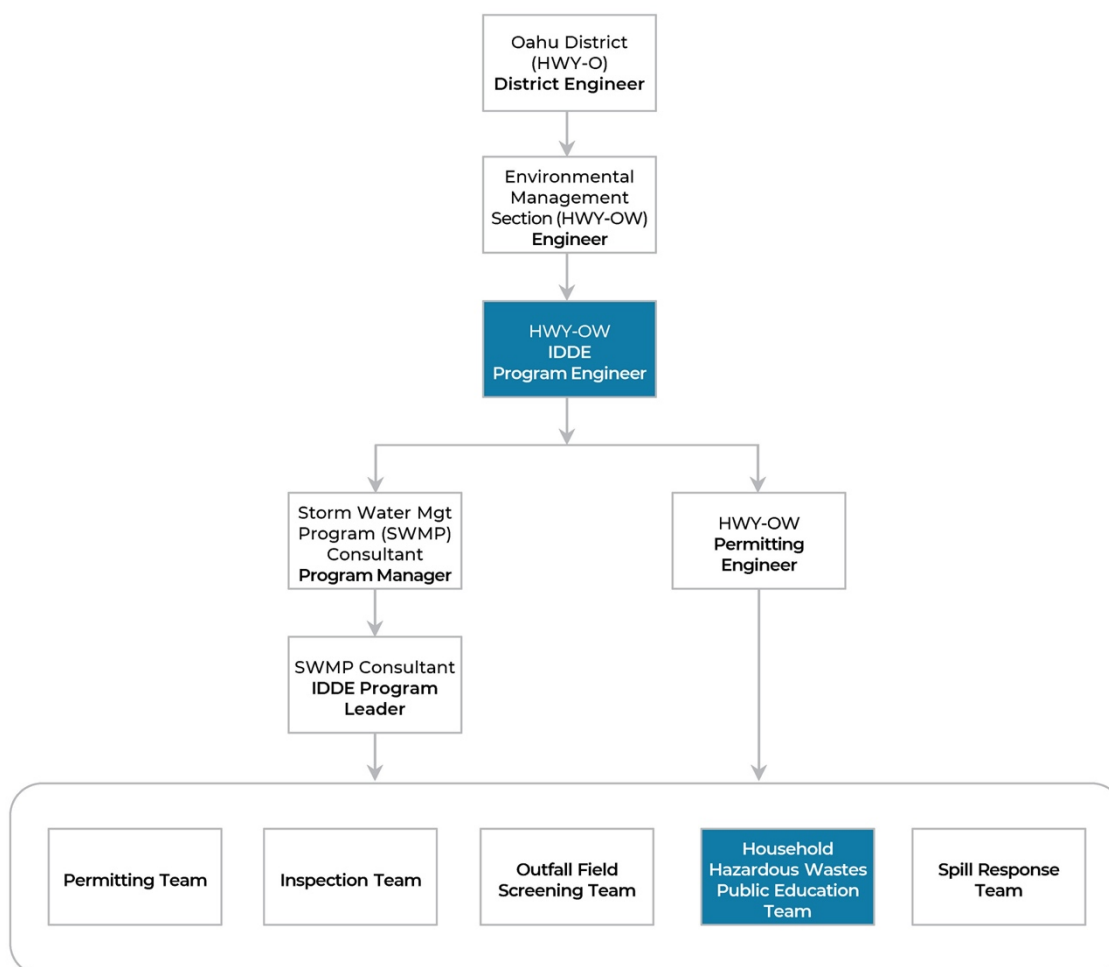 Oahu District
(HWY-O)
District Engineer
Environmental
Management
Section (HWY-OW)
Engineer
HWY-OW
IDDE
Program Engineer
Storm Water Mgt
Program (SWMP)
Consultant
Program Manager
HWY-OW
Permitting
Engineer
SWMP Consultant
IDDE Program
Leader
Permitting Team
Inspection Team
Outfall Field
Screening Team
Household
Hazardous Wastes
Public Education
Team
Spill Response
Team